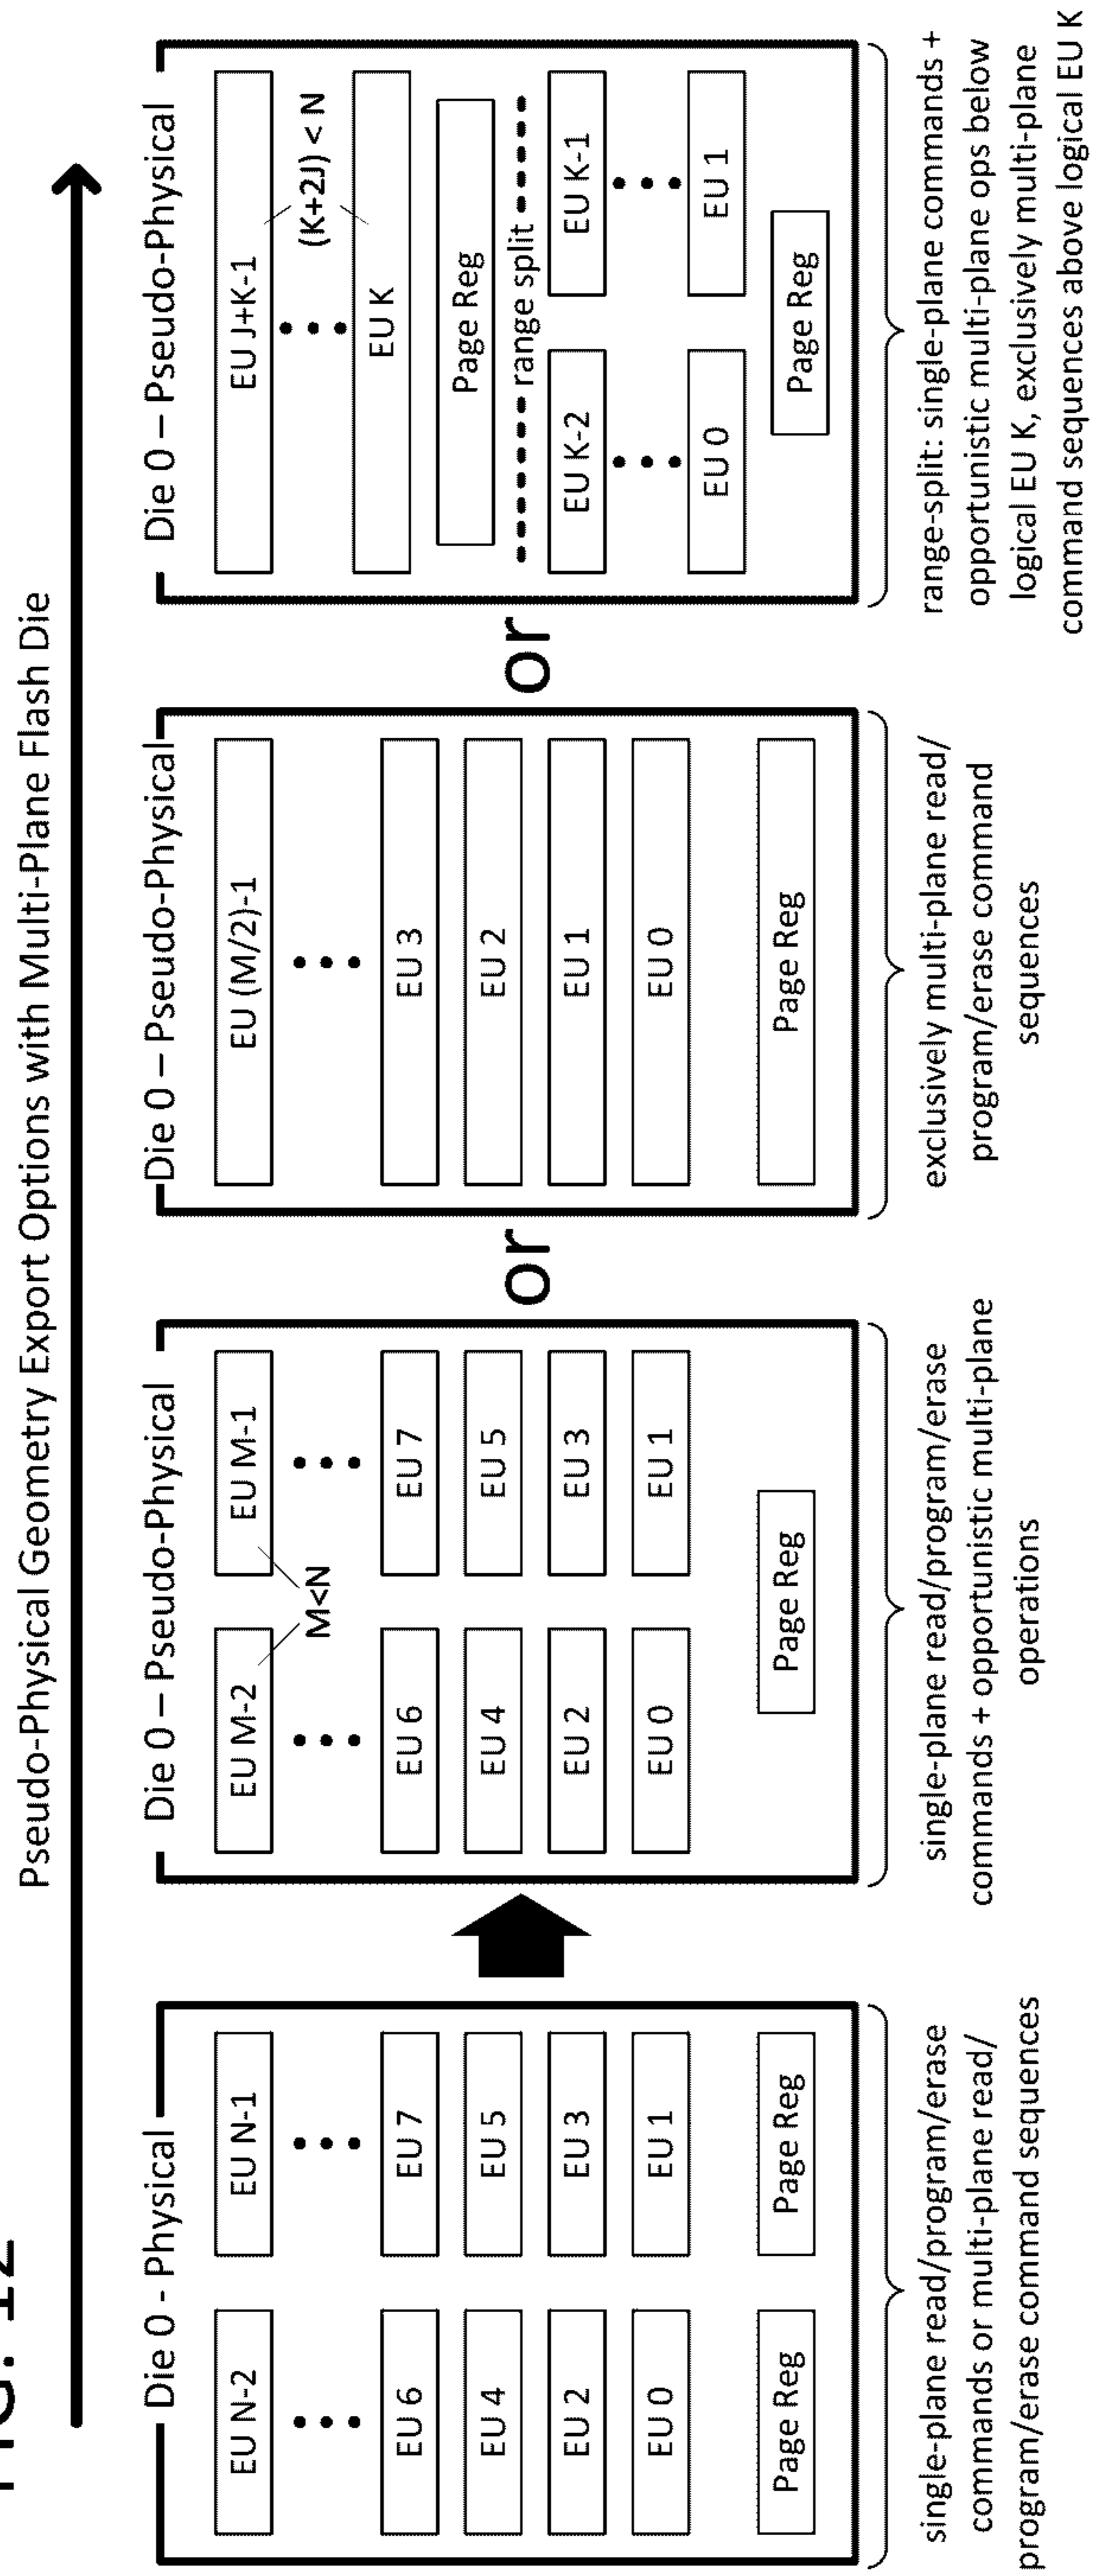 FIG. 12
Pseudo-Physical Geometry Export Options with Multi-Plane Flash Die
Die 0 - Physical
EU N-2
EU N-1
EU 6
EU 7
EU 4
EU 5
EU 2
EU 3
EU 0
EU 1
Page Reg
Page Reg
single-plane read/program/erase
commands or multi-plane read/
program/erase command sequences
Die 0 – Pseudo-Physical
EU M-2
EU M-1
M<N
EU 6
EU 7
EU 4
EU 5
EU 2
EU 3
EU 0
EU 1
Page Reg
single-plane read/program/erase
commands + opportunistic multi-plane
operations
or
Die 0 – Pseudo-Physical
EU (M/2)-1
EU 3
EU 2
EU 1
EU 0
Page Reg
exclusively multi-plane read/
program/erase command
sequences
or
Die 0 – Pseudo-Physical
EU J+K-1
(K+2J) < N
EU K
Page Reg
range split
EU K-2
EU K-1
EU 0
EU 1
Page Reg
range-split: single-plane commands +
opportunistic multi-plane ops below
logical EU K, exclusively multi-plane
command sequences above logical EU K